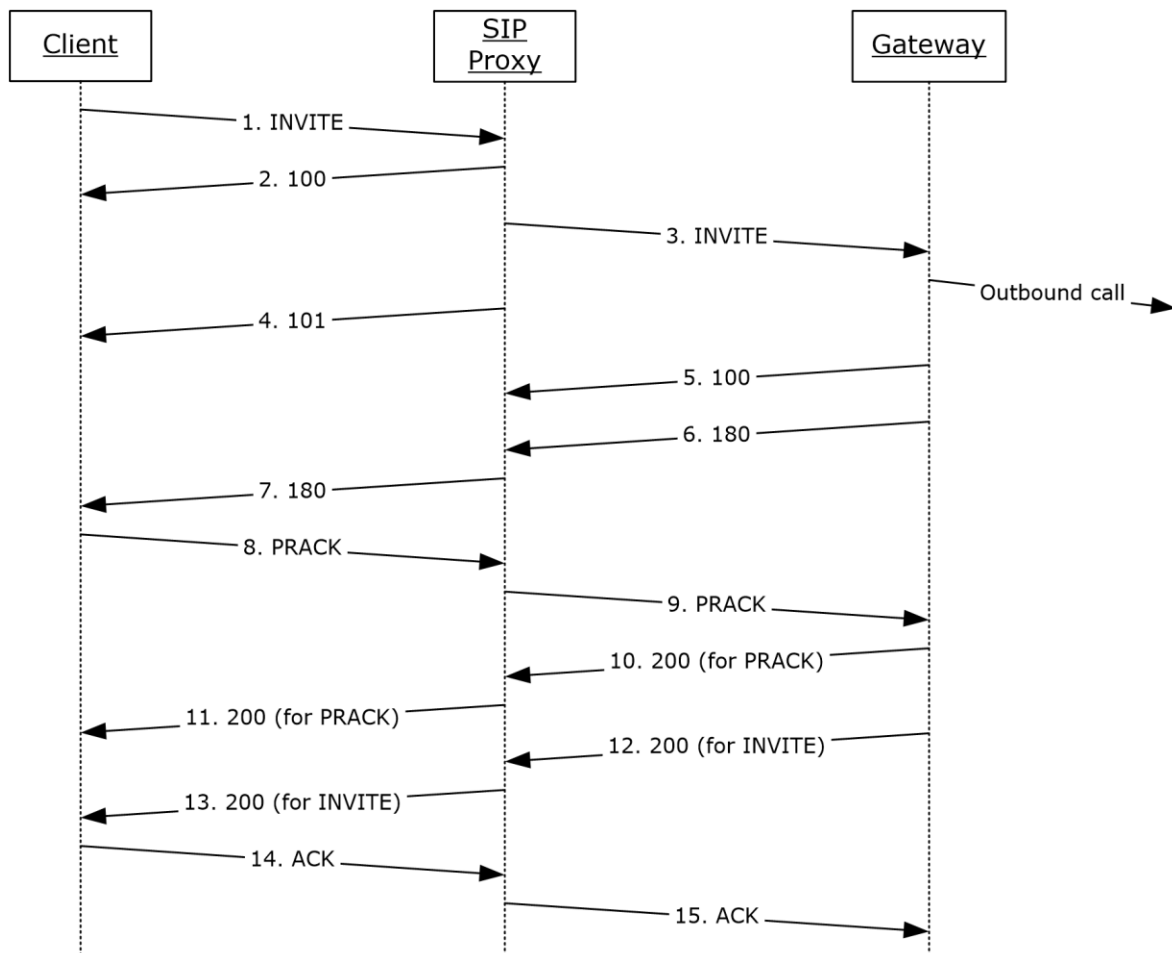 Client
SIP
Proxy
Gateway
1. INVITE
2. 100
3. INVITE
Outbound call
4. 101
5. 100
6. 180
7. 180
8. PRACK
9. PRACK
10. 200 (for PRACK)
11. 200 (for PRACK)
12. 200 (for INVITE)
13. 200 (for INVITE)
14. ACK
15. ACK